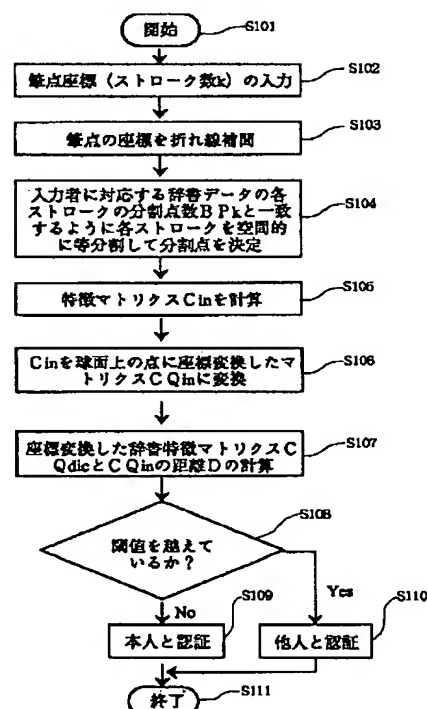 開始
S101
筆点座標（ストローク数k）の入力
S102
筆点の座標を折れ線補間
S103
入力者に対応する辞書データの各
ストロークの分割点数BPkと一致
するように各ストロークを空間的
に等分割して分割点を決定
S104
特徴マトリクスCinを計算
S105
Cinを球面上の点に座標変換したマ
トリクスCQinに変換
S106
座標変換した辞書特徴マトリクスC
QdicとCQinの距離Dの計算
S107
閾値を越えて
いるか？
S108
No
Yes
本人と認証
S109
他人と認証
S110
終了
S111